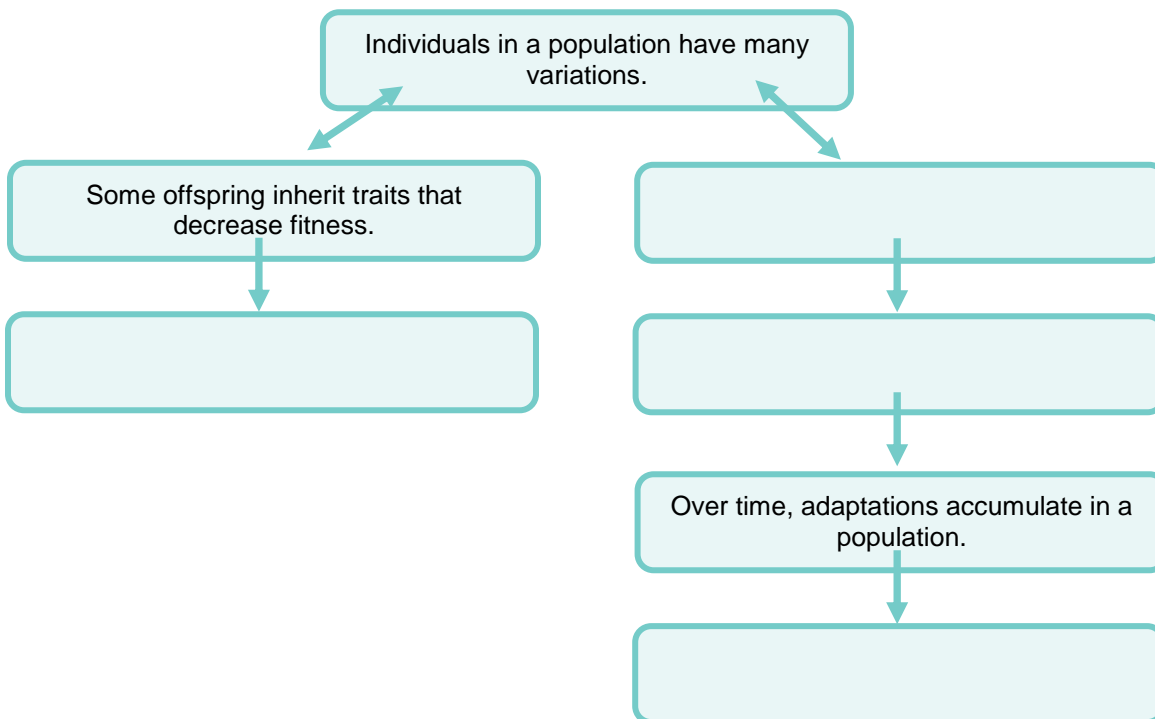 Individuals in a population have many
variations.
Some offspring inherit traits that
decrease fitness.
Over time, adaptations accumulate in a
population.